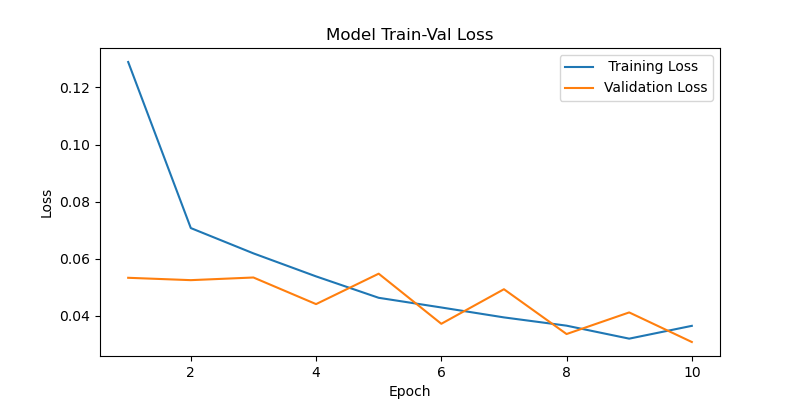 Model Train-Val Loss
Training Loss
Validation Loss
0.12
0.10
0.08
0.06
0.04
Loss
2
4
6
8
10
Epoch